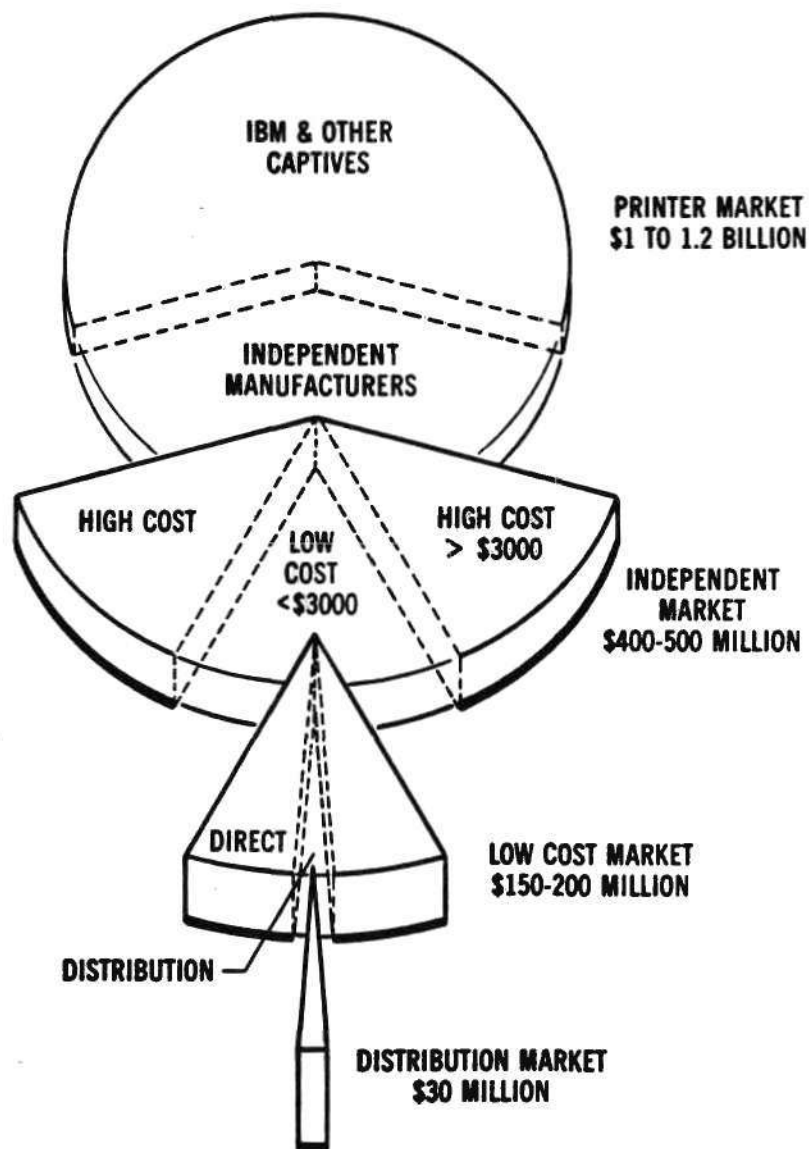 IBM & OTHER
CAPTIVES
PRINTER MARKET
$1 TO 1.2 BILLION
INDEPENDENT
MANUFACTURERS
HIGH COST
LOW
COST
<$3000
HIGH COST
> $3000
INDEPENDENT
MARKET
$400-500 MILLION
DIRECT
LOW COST MARKET
$150-200 MILLION
DISTRIBUTION
DISTRIBUTION MARKET
$30 MILLION